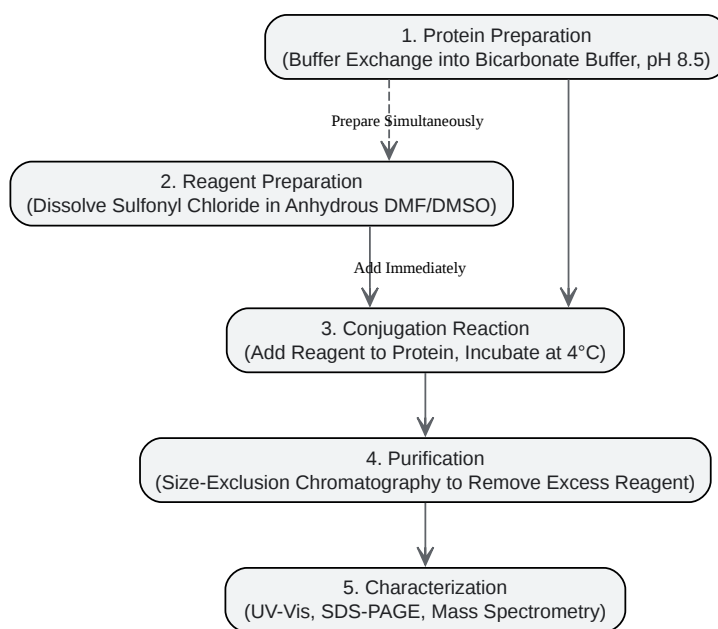 1. Protein Preparation
(Buffer Exchange into Bicarbonate Buffer, pH 8.5)
Prepare Simultaneously
2. Reagent Preparation
(Dissolve Sulfonyl Chloride in Anhydrous DMF/DMSO)
Add Immediately
3. Conjugation Reaction
(Add Reagent to Protein, Incubate at 4°C)
4. Purification
(Size-Exclusion Chromatography to Remove Excess Reagent)
5. Characterization
(UV-Vis, SDS-PAGE, Mass Spectrometry)